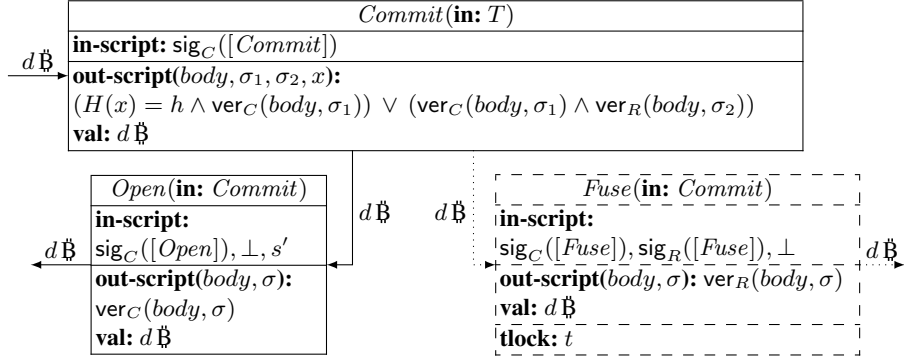 Commit(in: T)
in-script: sig_C([Commit])
d ₿
out-script(body, σ₁, σ₂, x):
(H(x) = h ∧ ver_C(body, σ₁)) ∨ (ver_C(body, σ₁) ∧ ver_R(body, σ₂))
val: d ₿
Open(in: Commit)
in-script:
sig_C([Open]), ⊥, s′
out-script(body, σ):
ver_C(body, σ)
val: d ₿
d ₿
d ₿
d ₿
Fuse(in: Commit)
in-script:
sig_C([Fuse]), sig_R([Fuse]), ⊥
out-script(body, σ): ver_R(body, σ)
val: d ₿
tlock: t
d ₿